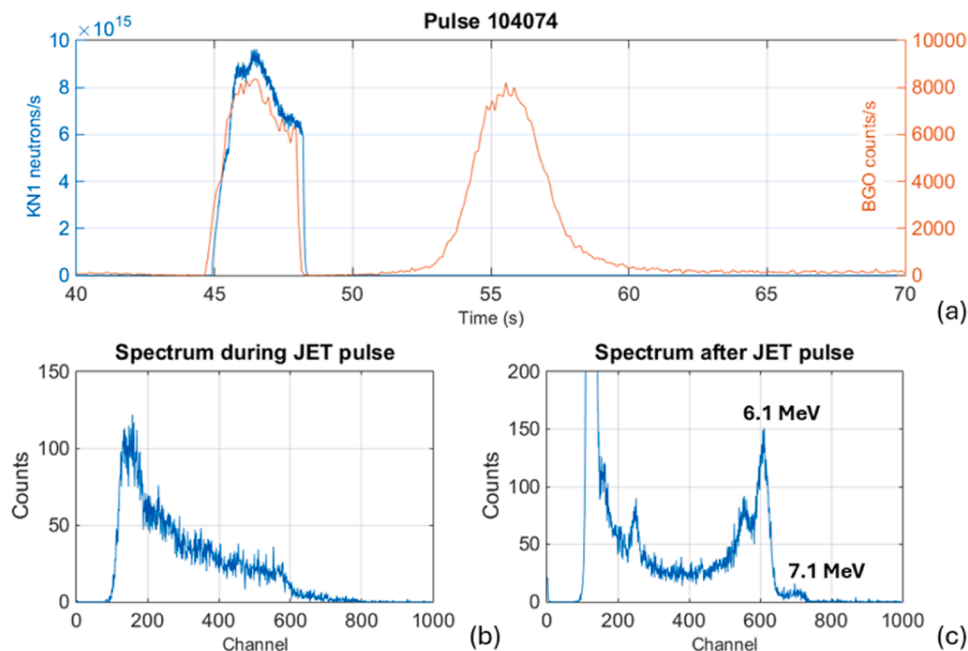 Pulse 104074
× 10^15
KN1 neutrons/s
10
8
6
4
2
0
10000
8000
6000
4000
2000
0
BGO counts/s
40 45 50 55 60 65 70
Time (s)
(a)
Spectrum during JET pulse
Counts
150
100
50
0
0 200 400 600 800 1000
Channel
(b)
Spectrum after JET pulse
Counts
200
150
100
50
0
6.1 MeV
7.1 MeV
0 200 400 600 800 1000
Channel
(c)